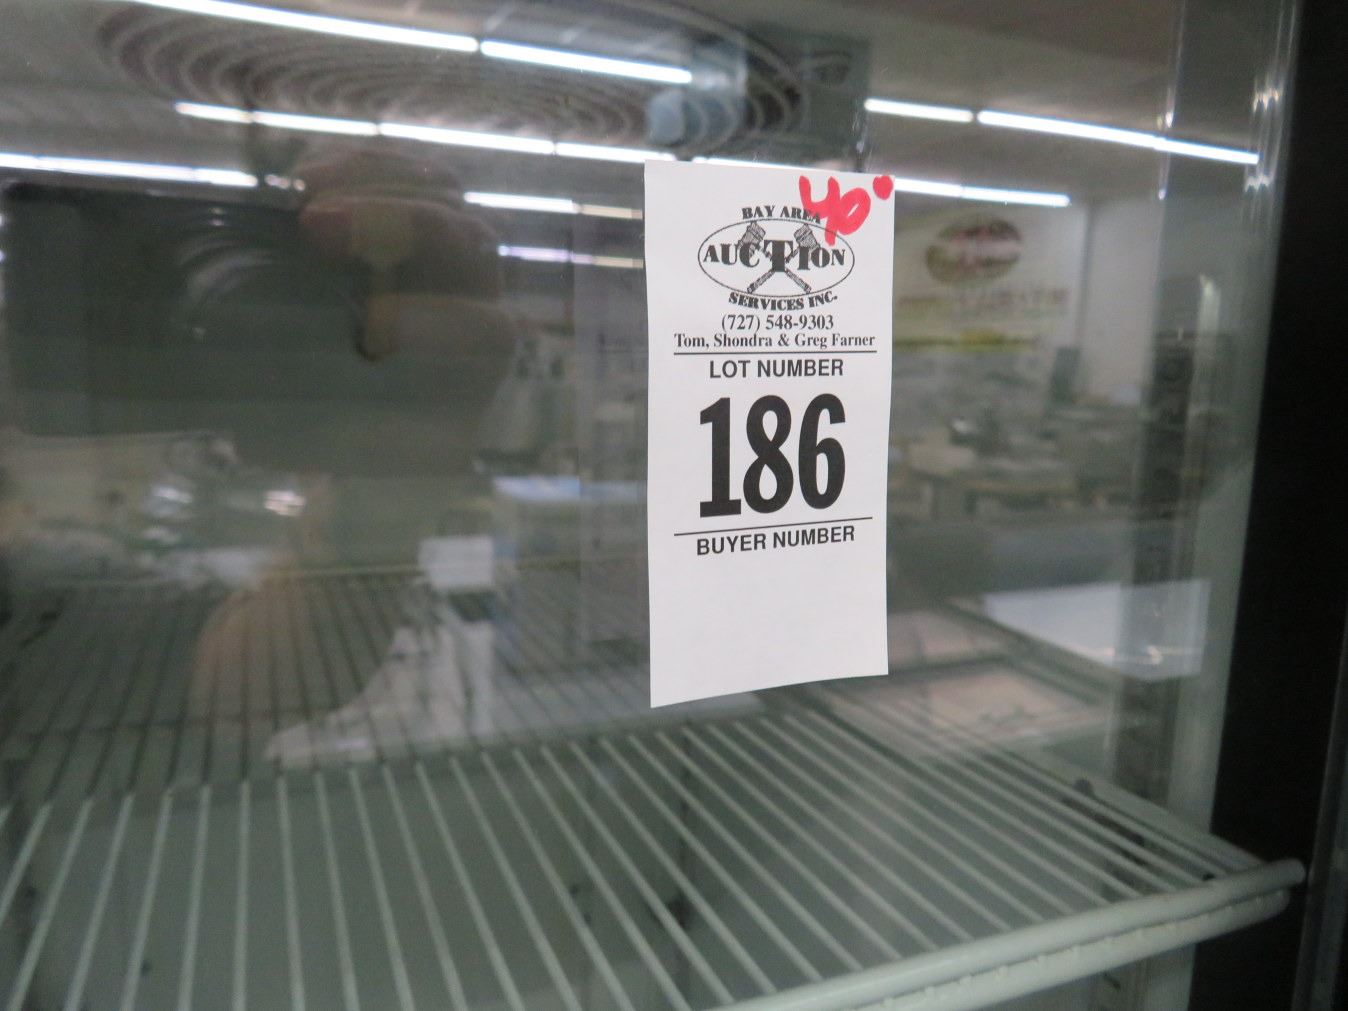 40°
BAY AREA
AUCTION
SERVICES INC.
(727) 548-9303
Tom, Shondra & Greg Farner
LOT NUMBER
186
BUYER NUMBER